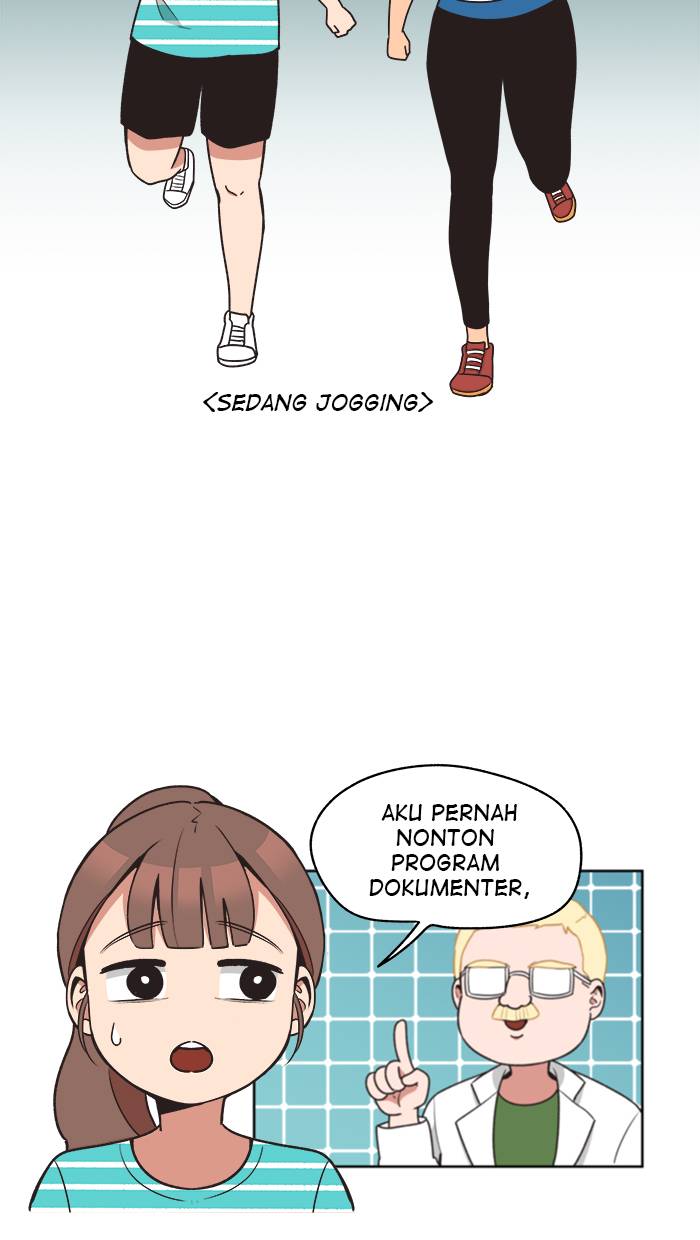 <SEDANG JOGGING>
AKU PERNAH
NONTON
PROGRAM
DOKUMENTER,